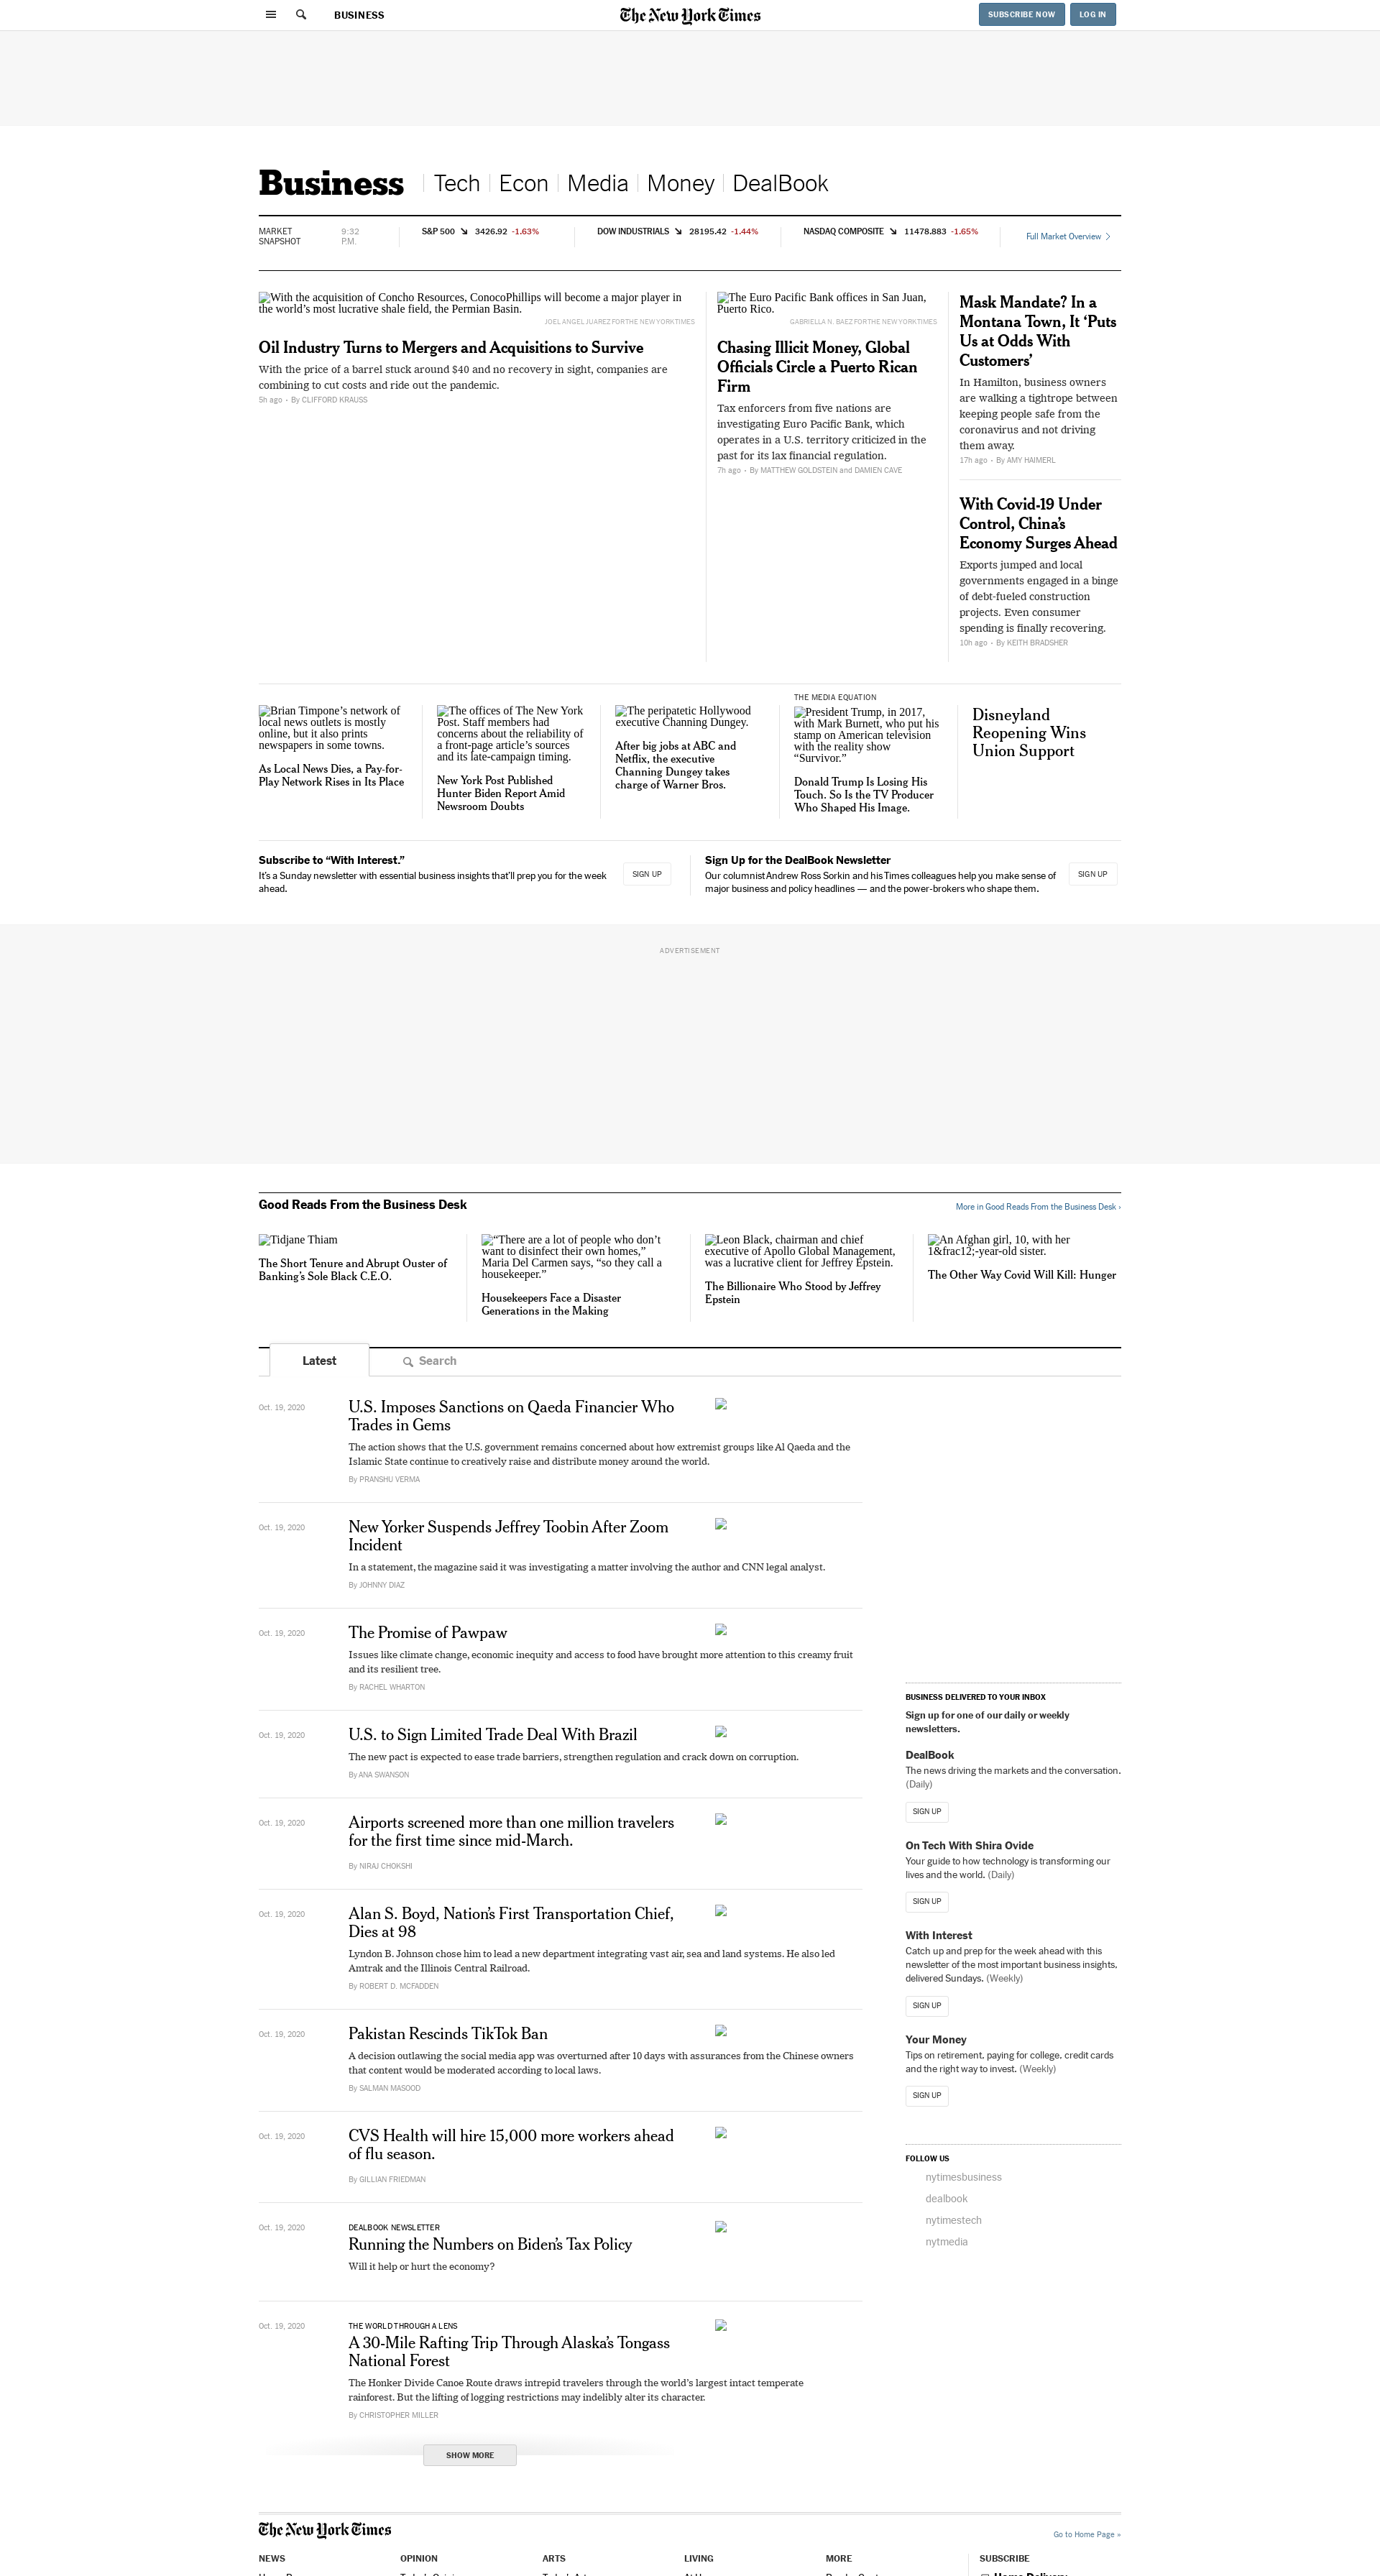 BUSINESS
The New York Times
SUBSCRIBE NOW
LOG IN
Business
Tech
Econ
Media
Money
DealBook
MARKET
SNAPSHOT
9:32
P.M.
S&P 500 3426.92 -1.63%
DOW INDUSTRIALS 28195.42 -1.44%
NASDAQ COMPOSITE 11478.883 -1.65%
Full Market Overview
With the acquisition of Concho Resources, ConocoPhillips will become a major player in
the world’s most lucrative shale field, the Permian Basin.
JOEL ANGEL JUAREZ FOR THE NEW YORK TIMES
Oil Industry Turns to Mergers and Acquisitions to Survive
With the price of a barrel stuck around $40 and no recovery in sight, companies are
combining to cut costs and ride out the pandemic.
5h ago • By CLIFFORD KRAUSS
The Euro Pacific Bank offices in San Juan,
Puerto Rico.
GABRIELLA N. BAEZ FOR THE NEW YORK TIMES
Chasing Illicit Money, Global
Officials Circle a Puerto Rican
Firm
Tax enforcers from five nations are
investigating Euro Pacific Bank, which
operates in a U.S. territory criticized in the
past for its lax financial regulation.
7h ago • By MATTHEW GOLDSTEIN and DAMIEN CAVE
Mask Mandate? In a
Montana Town, It ‘Puts
Us at Odds With
Customers’
In Hamilton, business owners
are walking a tightrope between
keeping people safe from the
coronavirus and not driving
them away.
17h ago • By AMY HAIMERL
With Covid-19 Under
Control, China’s
Economy Surges Ahead
Exports jumped and local
governments engaged in a binge
of debt-fueled construction
projects. Even consumer
spending is finally recovering.
10h ago • By KEITH BRADSHER
Brian Timpone’s network of
local news outlets is mostly
online, but it also prints
newspapers in some towns.
As Local News Dies, a Pay-for-
Play Network Rises in Its Place
The offices of The New York
Post. Staff members had
concerns about the reliability of
a front-page article’s sources
and its late-campaign timing.
New York Post Published
Hunter Biden Report Amid
Newsroom Doubts
The peripatetic Hollywood
executive Channing Dungey.
After big jobs at ABC and
Netflix, the executive
Channing Dungey takes
charge of Warner Bros.
THE MEDIA EQUATION
President Trump, in 2017,
with Mark Burnett, who put his
stamp on American television
with the reality show
“Survivor.”
Donald Trump Is Losing His
Touch. So Is the TV Producer
Who Shaped His Image.
Disneyland
Reopening Wins
Union Support
Subscribe to “With Interest.”
It’s a Sunday newsletter with essential business insights that’ll prep you for the week
ahead.
SIGN UP
Sign Up for the DealBook Newsletter
Our columnist Andrew Ross Sorkin and his Times colleagues help you make sense of
major business and policy headlines — and the power-brokers who shape them.
SIGN UP
ADVERTISEMENT
Good Reads From the Business Desk
More in Good Reads From the Business Desk ›
Tidjane Thiam
The Short Tenure and Abrupt Ouster of
Banking’s Sole Black C.E.O.
“There are a lot of people who don’t
want to disinfect their own homes,”
Maria Del Carmen says, “so they call a
housekeeper.”
Housekeepers Face a Disaster
Generations in the Making
Leon Black, chairman and chief
executive of Apollo Global Management,
was a lucrative client for Jeffrey Epstein.
The Billionaire Who Stood by Jeffrey
Epstein
An Afghan girl, 10, with her
1&frac12;-year-old sister.
The Other Way Covid Will Kill: Hunger
Latest
Search
Oct. 19, 2020
U.S. Imposes Sanctions on Qaeda Financier Who
Trades in Gems
The action shows that the U.S. government remains concerned about how extremist groups like Al Qaeda and the
Islamic State continue to creatively raise and distribute money around the world.
By PRANSHU VERMA
Oct. 19, 2020
New Yorker Suspends Jeffrey Toobin After Zoom
Incident
In a statement, the magazine said it was investigating a matter involving the author and CNN legal analyst.
By JOHNNY DIAZ
Oct. 19, 2020
The Promise of Pawpaw
Issues like climate change, economic inequity and access to food have brought more attention to this creamy fruit
and its resilient tree.
By RACHEL WHARTON
Oct. 19, 2020
U.S. to Sign Limited Trade Deal With Brazil
The new pact is expected to ease trade barriers, strengthen regulation and crack down on corruption.
By ANA SWANSON
Oct. 19, 2020
Airports screened more than one million travelers
for the first time since mid-March.
By NIRAJ CHOKSHI
Oct. 19, 2020
Alan S. Boyd, Nation’s First Transportation Chief,
Dies at 98
Lyndon B. Johnson chose him to lead a new department integrating vast air, sea and land systems. He also led
Amtrak and the Illinois Central Railroad.
By ROBERT D. MCFADDEN
Oct. 19, 2020
Pakistan Rescinds TikTok Ban
A decision outlawing the social media app was overturned after 10 days with assurances from the Chinese owners
that content would be moderated according to local laws.
By SALMAN MASOOD
Oct. 19, 2020
CVS Health will hire 15,000 more workers ahead
of flu season.
By GILLIAN FRIEDMAN
Oct. 19, 2020
DEALBOOK NEWSLETTER
Running the Numbers on Biden’s Tax Policy
Will it help or hurt the economy?
Oct. 19, 2020
THE WORLD THROUGH A LENS
A 30-Mile Rafting Trip Through Alaska’s Tongass
National Forest
The Honker Divide Canoe Route draws intrepid travelers through the world’s largest intact temperate
rainforest. But the lifting of logging restrictions may indelibly alter its character.
By CHRISTOPHER MILLER
SHOW MORE
BUSINESS DELIVERED TO YOUR INBOX
Sign up for one of our daily or weekly
newsletters.
DealBook
The news driving the markets and the conversation.
(Daily)
SIGN UP
On Tech With Shira Ovide
Your guide to how technology is transforming our
lives and the world. (Daily)
SIGN UP
With Interest
Catch up and prep for the week ahead with this
newsletter of the most important business insights,
delivered Sundays. (Weekly)
SIGN UP
Your Money
Tips on retirement, paying for college, credit cards
and the right way to invest. (Weekly)
SIGN UP
FOLLOW US
nytimesbusiness
dealbook
nytimestech
nytmedia
The New York Times
Go to Home Page »
NEWS
OPINION
ARTS
LIVING
MORE
SUBSCRIBE